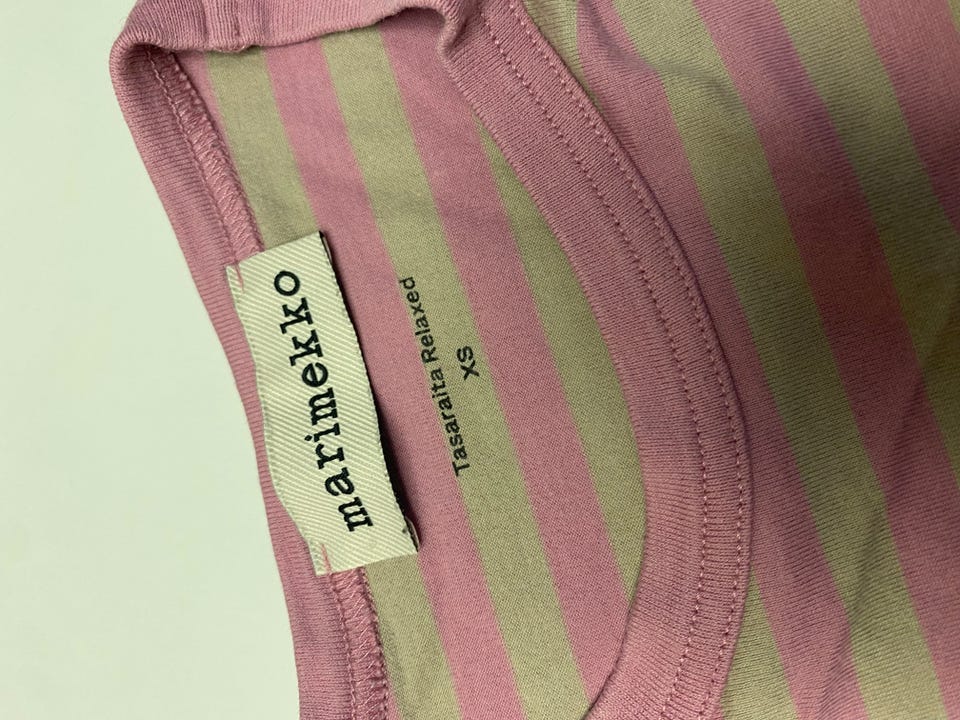 marimekko
Tasaraita Relaxed
XS